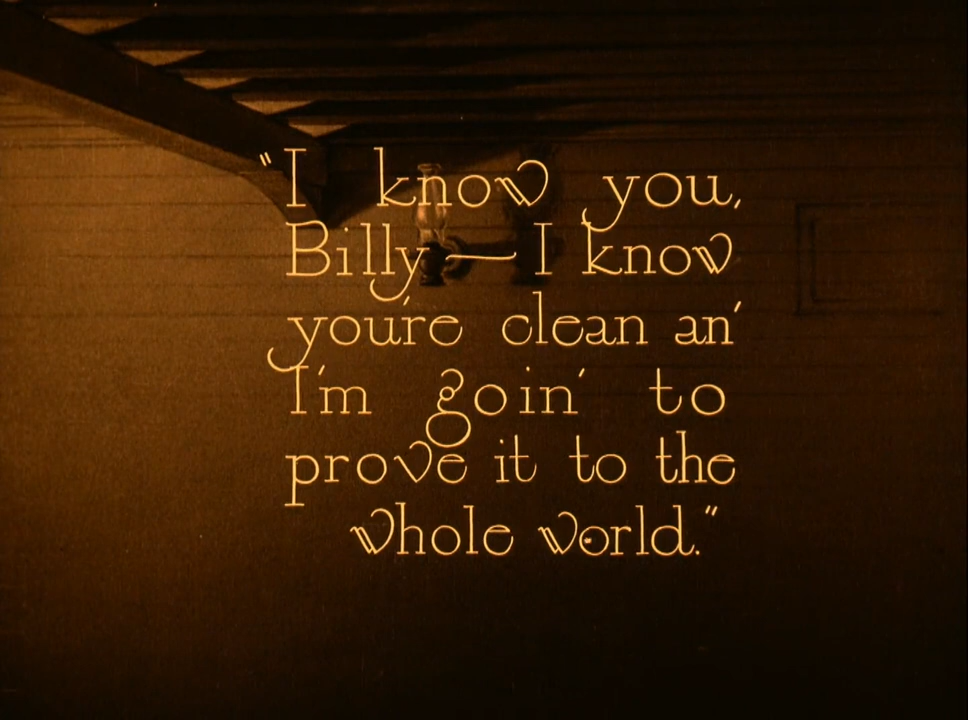 "I know you,
Billy — I know
you're clean an'
I'm goin' to
prove it to the
whole world."